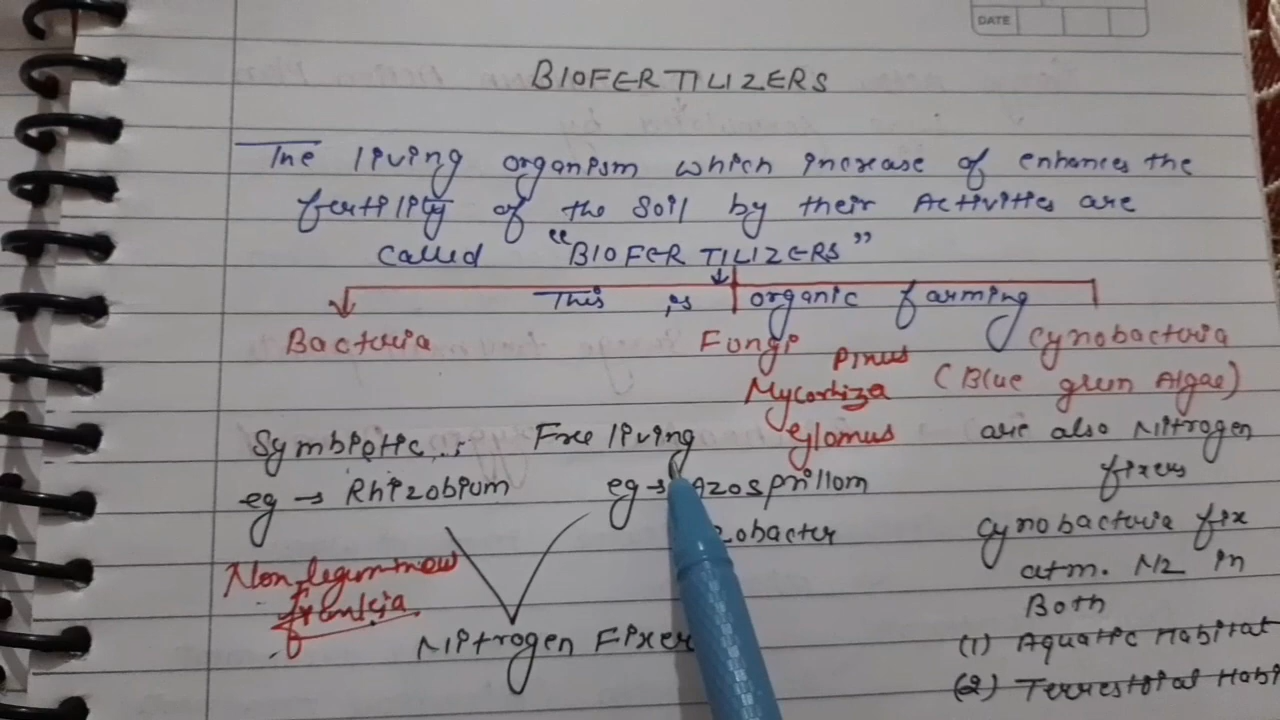 DATE
BIOFERTILIZERS
The living organism which increase of enhances the
fertility of the soil by their Activities are
called "BIOFERTILIZERS"
This is organic farming
Bacteria Fungi Cynobacteria
Pinus (Blue green Algae)
Mycorhiza
Glomus
Symbiotic : Free living are also Nitrogen
eg → Rhizobium eg → Azosprillom fixers
zobacter Cynobacteria fix
Non-leguminous atm. N2 in
frankia Both
Nitrogen Fixer (1) Aquatic Habitat
(2) Terrestoial Habi